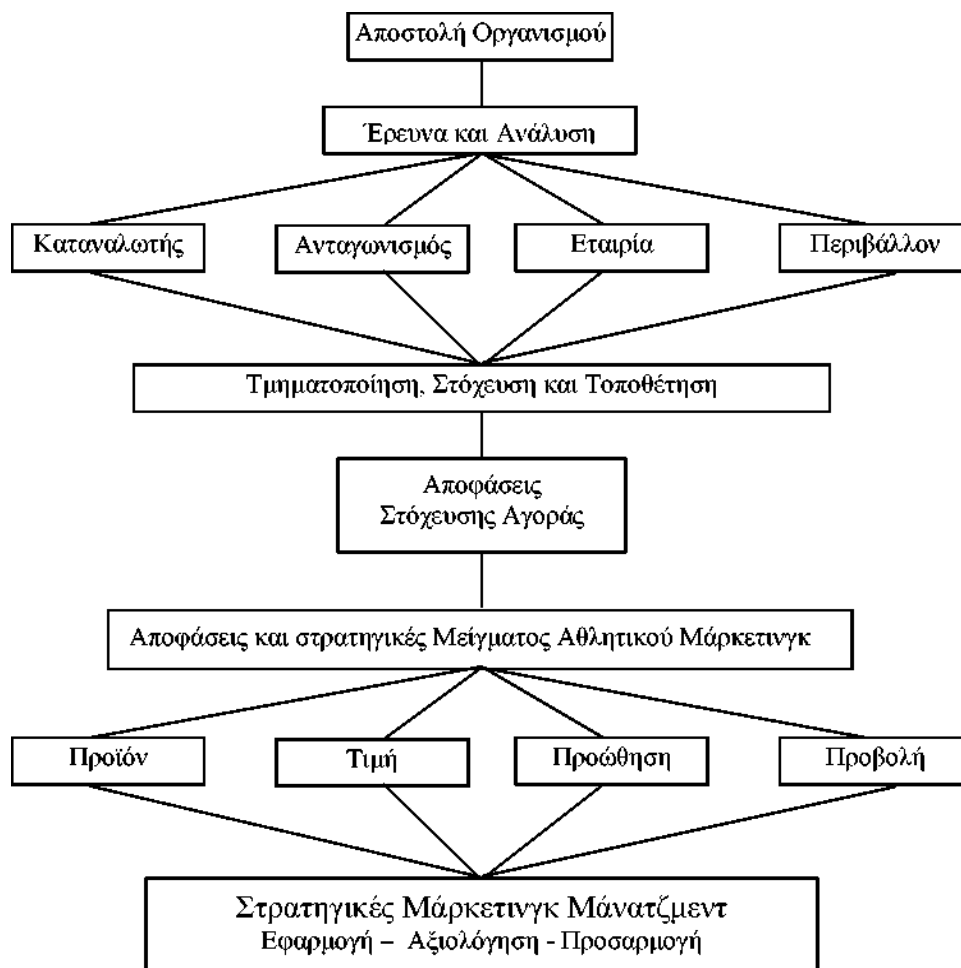 Αποστολή Οργανισμού
Έρευνα και Ανάλυση
Καταναλωτής
Ανταγωνισμός
Εταιρία
Περιβάλλον
Τμηματοποίηση, Στόχευση και Τοποθέτηση
Αποφάσεις
Στόχευσης Αγοράς
Αποφάσεις και στρατηγικές Μείγματος Αθλητικού Μάρκετινγκ
Προϊόν
Τιμή
Προώθηση
Προβολή
Στρατηγικές Μάρκετινγκ Μάνατζμεντ
Εφαρμογή – Αξιολόγηση - Προσαρμογή